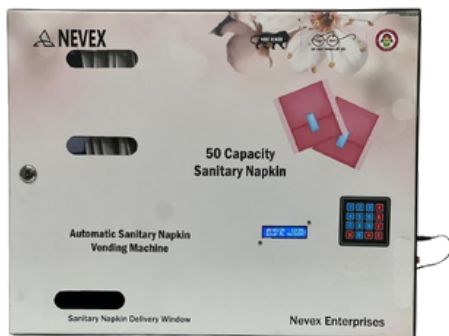 NEVEX
50 Capacity
Sanitary Napkin
Automatic Sanitary Napkin
Vending Machine
Sanitary Napkin Delivery Window
Nevex Enterprises